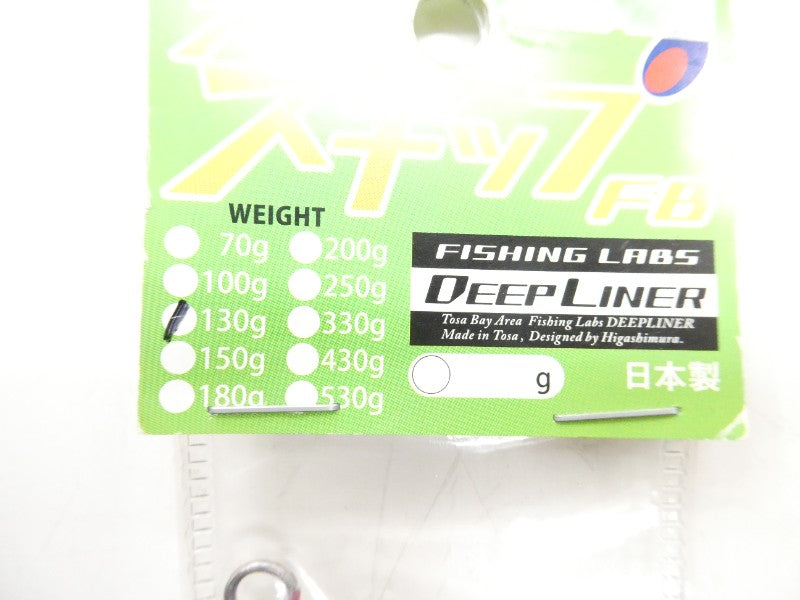 スナップ
FB
WEIGHT
70g 200g
100g 250g
130g 330g
150g 430g
180g 530g
FISHING LABS
DEEPLINER
Tosa Bay Area Fishing Labs DEEPLINER
Made in Tosa, Designed by Higashimura.
g
日本製